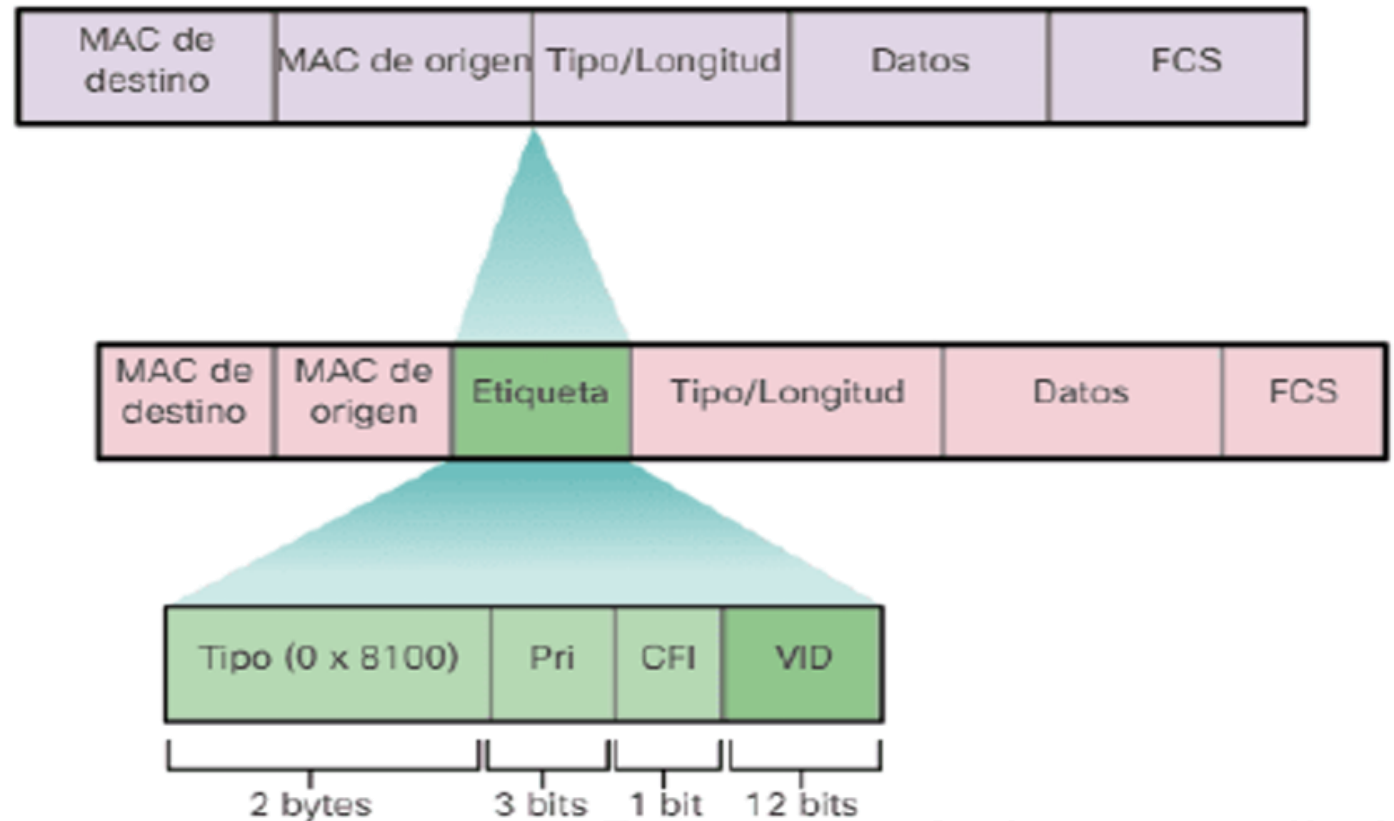 MAC de
destino
MAC de origen
Tipo/Longitud
Datos
FCS
MAC de
destino
MAC de
origen
Etiqueta
Tipo/Longitud
Datos
FCS
Tipo (0 x 8100)
Pri
CFI
VID
2 bytes
3 bits
1 bit
12 bits